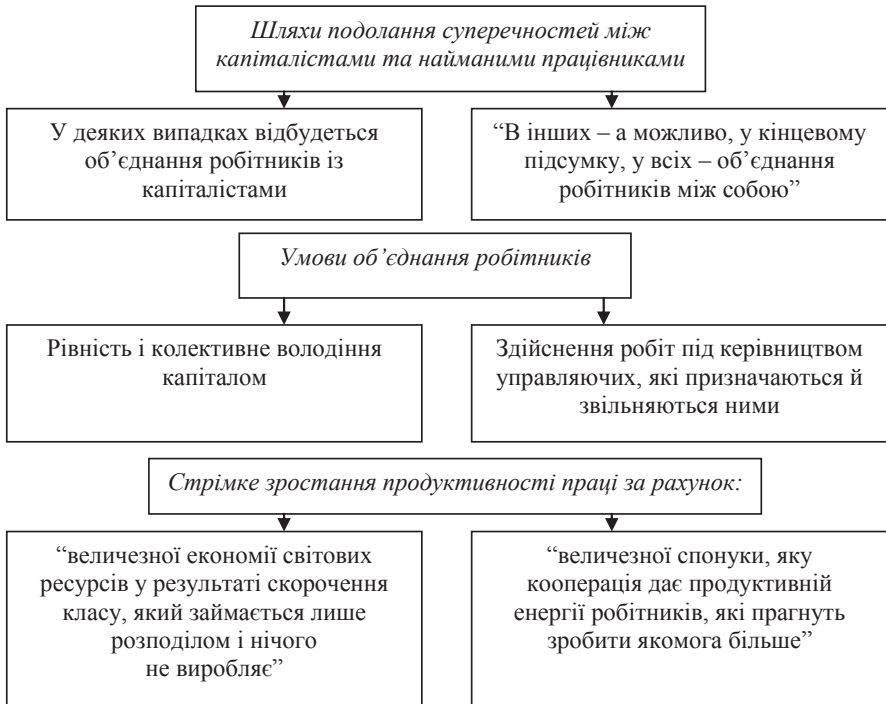 Шляхи подолання суперечностей між
капіталістами та найманими працівниками
У деяких випадках відбудеться
об’єднання робітників із
капіталістами
“В інших – а можливо, у кінцевому
підсумку, у всіх – об’єднання
робітників між собою”
Умови об’єднання робітників
Рівність і колективне володіння
капіталом
Здійснення робіт під керівництвом
управляючих, які призначаються й
звільняються ними
Стрімке зростання продуктивності праці за рахунок:
“величезної економії світових
ресурсів у результаті скорочення
класу, який займається лише
розподілом і нічого
не виробляє”
“величезної спонуки, яку
кооперація дає продуктивній
енергії робітників, які прагнуть
зробити якомога більше”